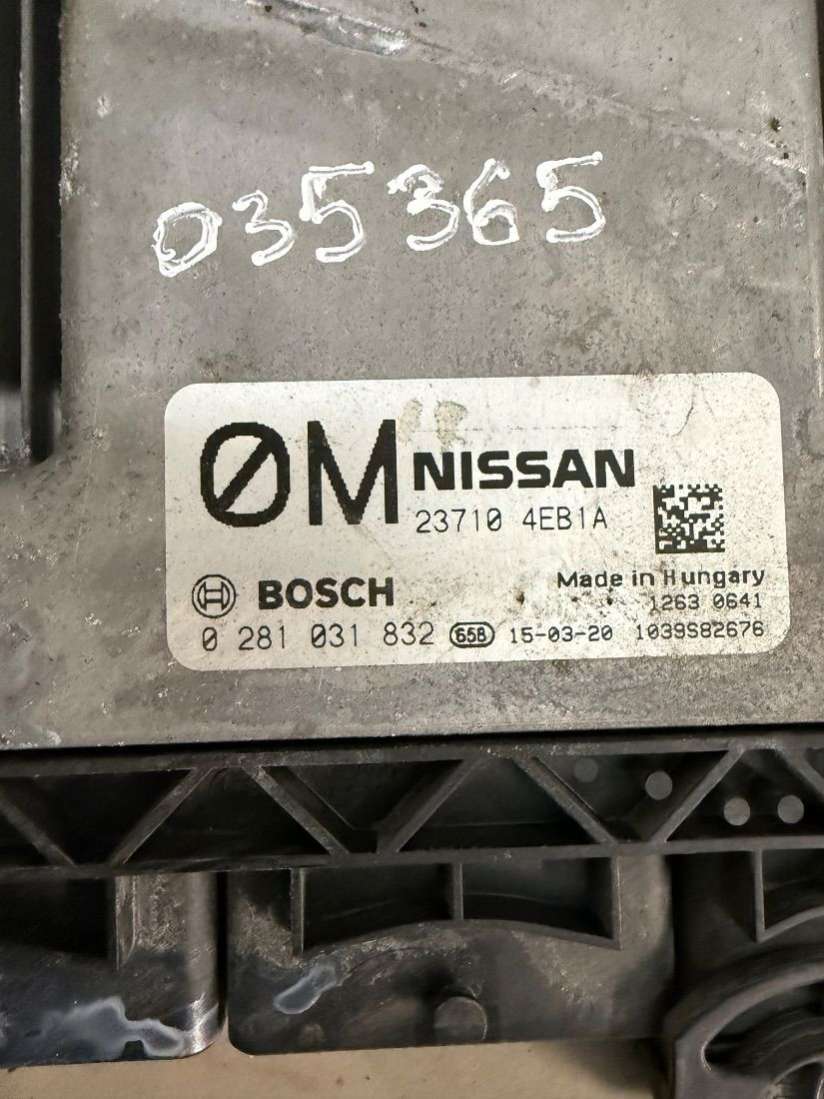 035365
ØM NISSAN
23710 4EB1A
BOSCH
Made in Hungary
1263 0641
0 281 031 832 658 15-03-20 1039S82676